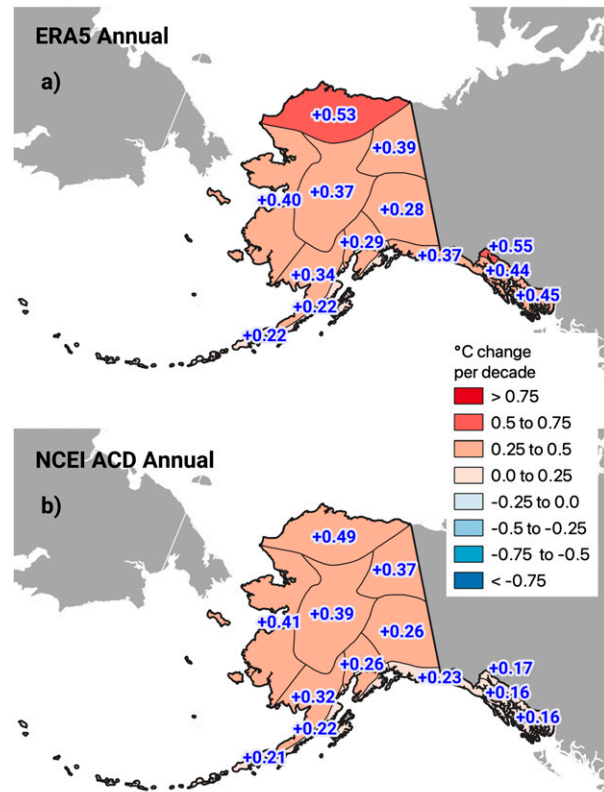 ERA5 Annual
a)
+0.53
+0.39
+0.37
+0.40
+0.28
+0.29
+0.37
+0.55
+0.44
+0.34
+0.45
+0.22
+0.22
°C change
per decade
> 0.75
0.5 to 0.75
0.25 to 0.5
0.0 to 0.25
-0.25 to 0.0
-0.5 to -0.25
-0.75 to -0.5
< -0.75
NCEI ACD Annual
b)
+0.49
+0.37
+0.39
+0.41
+0.26
+0.26
+0.23
+0.17
+0.16
+0.32
+0.16
+0.22
+0.21